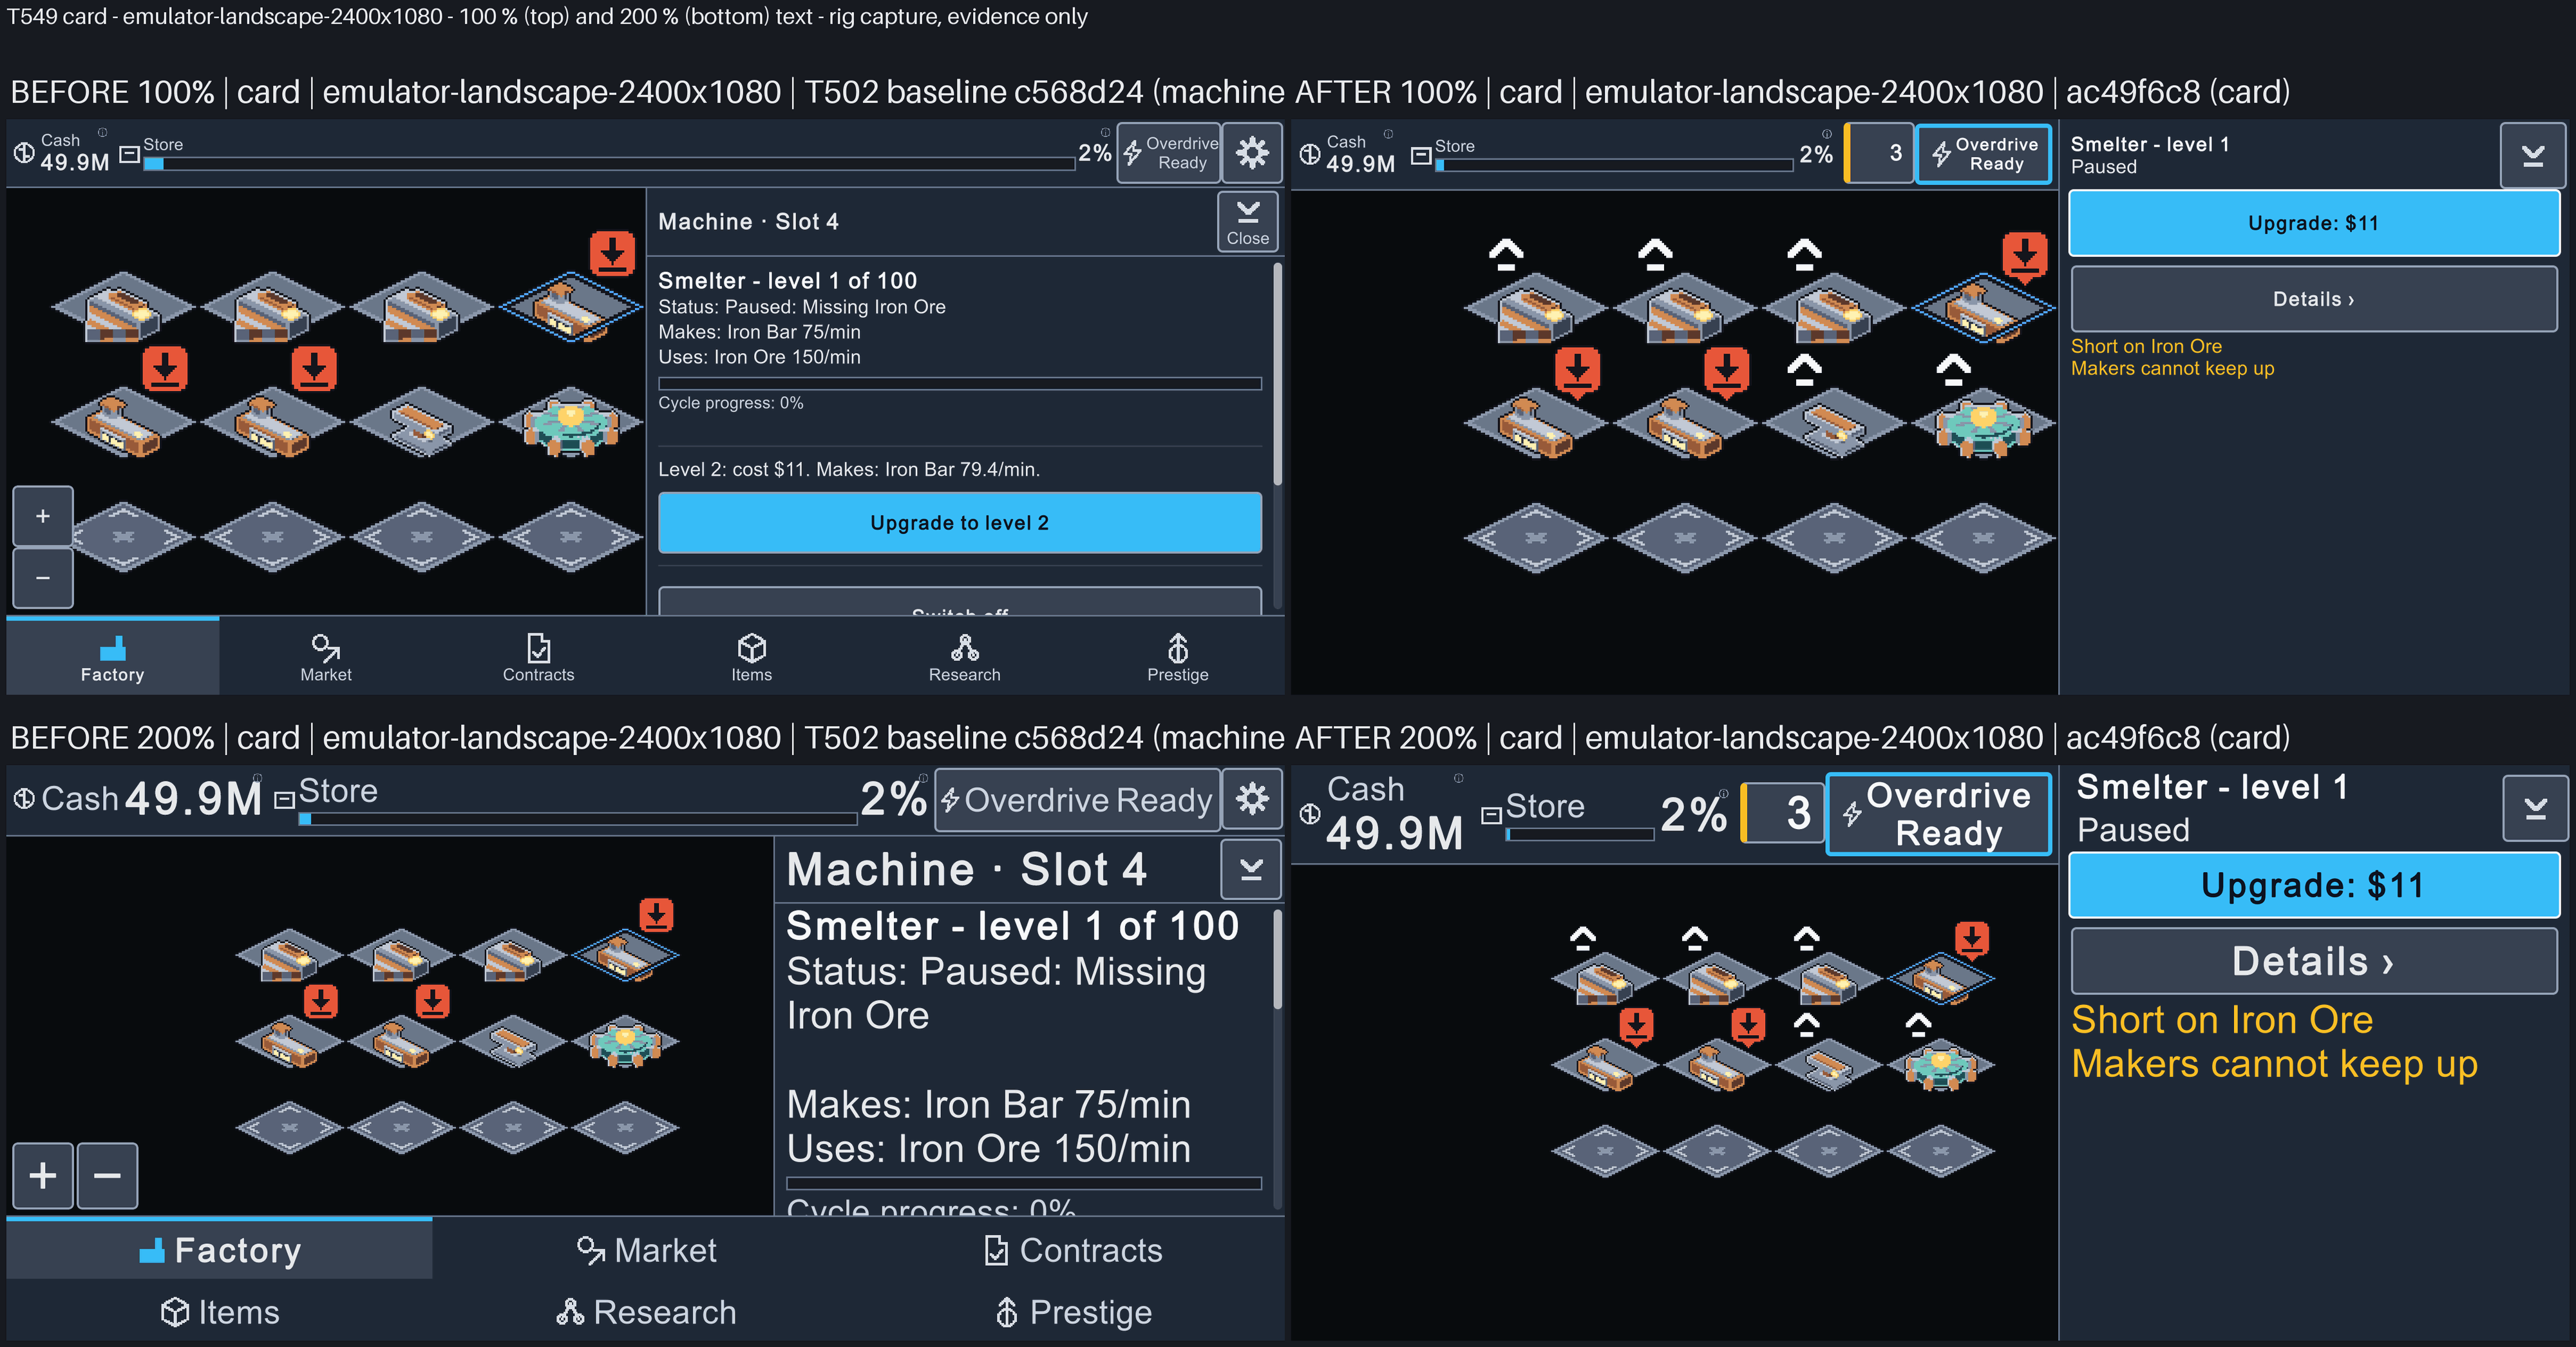 T549 card - emulator-landscape-2400x1080 - 100 % (top) and 200 % (bottom) text - rig capture, evidence only
BEFORE 100% | card | emulator-landscape-2400x1080 | T502 baseline c568d24 (machine
AFTER 100% | card | emulator-landscape-2400x1080 | ac49f6c8 (card)
Cash
49.9M
Store
2%
Overdrive
Ready
Machine · Slot 4
Close
Smelter - level 1 of 100
Status: Paused: Missing Iron Ore
Makes: Iron Bar 75/min
Uses: Iron Ore 150/min
Cycle progress: 0%
Level 2: cost $11. Makes: Iron Bar 79.4/min.
Upgrade to level 2
Switch off
+
−
Factory
Market
Contracts
Items
Research
Prestige
Cash
49.9M
Store
2%
3
Overdrive
Ready
Smelter - level 1
Paused
Upgrade: $11
Details ›
Short on Iron Ore
Makers cannot keep up
BEFORE 200% | card | emulator-landscape-2400x1080 | T502 baseline c568d24 (machine
AFTER 200% | card | emulator-landscape-2400x1080 | ac49f6c8 (card)
Cash 49.9M
Store
2%
Overdrive Ready
Machine · Slot 4
Smelter - level 1 of 100
Status: Paused: Missing
Iron Ore
Makes: Iron Bar 75/min
Uses: Iron Ore 150/min
Cycle progress: 0%
+ −
Factory
Market
Contracts
Items
Research
Prestige
Cash
49.9M
Store
2%
3
Overdrive
Ready
Smelter - level 1
Paused
Upgrade: $11
Details ›
Short on Iron Ore
Makers cannot keep up